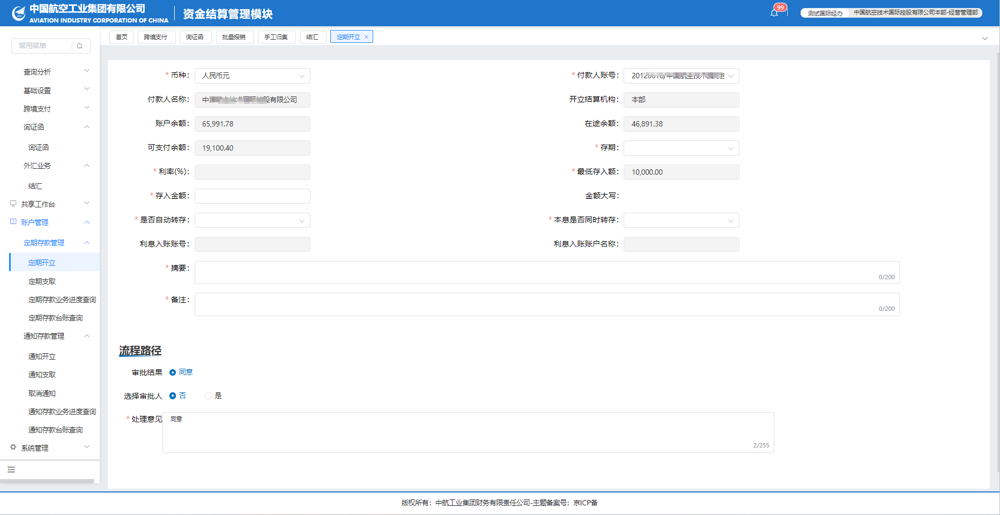 中国航空工业集团有限公司
AVIATION INDUSTRY CORPORATION OF CHINA
资金结算管理模块
99
测试国际经办
中国航空技术国际控股有限公司本部-经营管理部
首页
跨境支付
询证函
批量报销
手工归集
结汇
定期开立
常用菜单
查询分析
基础设置
跨境支付
询证函
询证函
外汇业务
结汇
共享工作台
账户管理
定期存款管理
定期开立
定期支取
定期存款业务进度查询
定期存款台账查询
通知存款管理
通知开立
通知支取
取消通知
通知存款业务进度查询
通知存款台账查询
系统管理
* 币种： 人民币元
* 付款人账号：
付款人名称： 有限公司
开立结算机构： 本部
账户余额： 65,991.78
在途余额： 46,891.38
可支付余额： 19,100.40
* 存期：
* 利率(%)：
* 最低存入额： 10,000.00
* 存入金额：
金额大写：
* 是否自动转存：
* 本息是否同时转存：
利息入账账号：
利息入账账户名称：
* 摘要：
0/200
* 备注：
0/200
流程路径
审批结果 同意
选择审批人 否 是
* 处理意见 同意
2/255
版权所有：中航工业集团财务有限责任公司-主题备案号：京ICP备